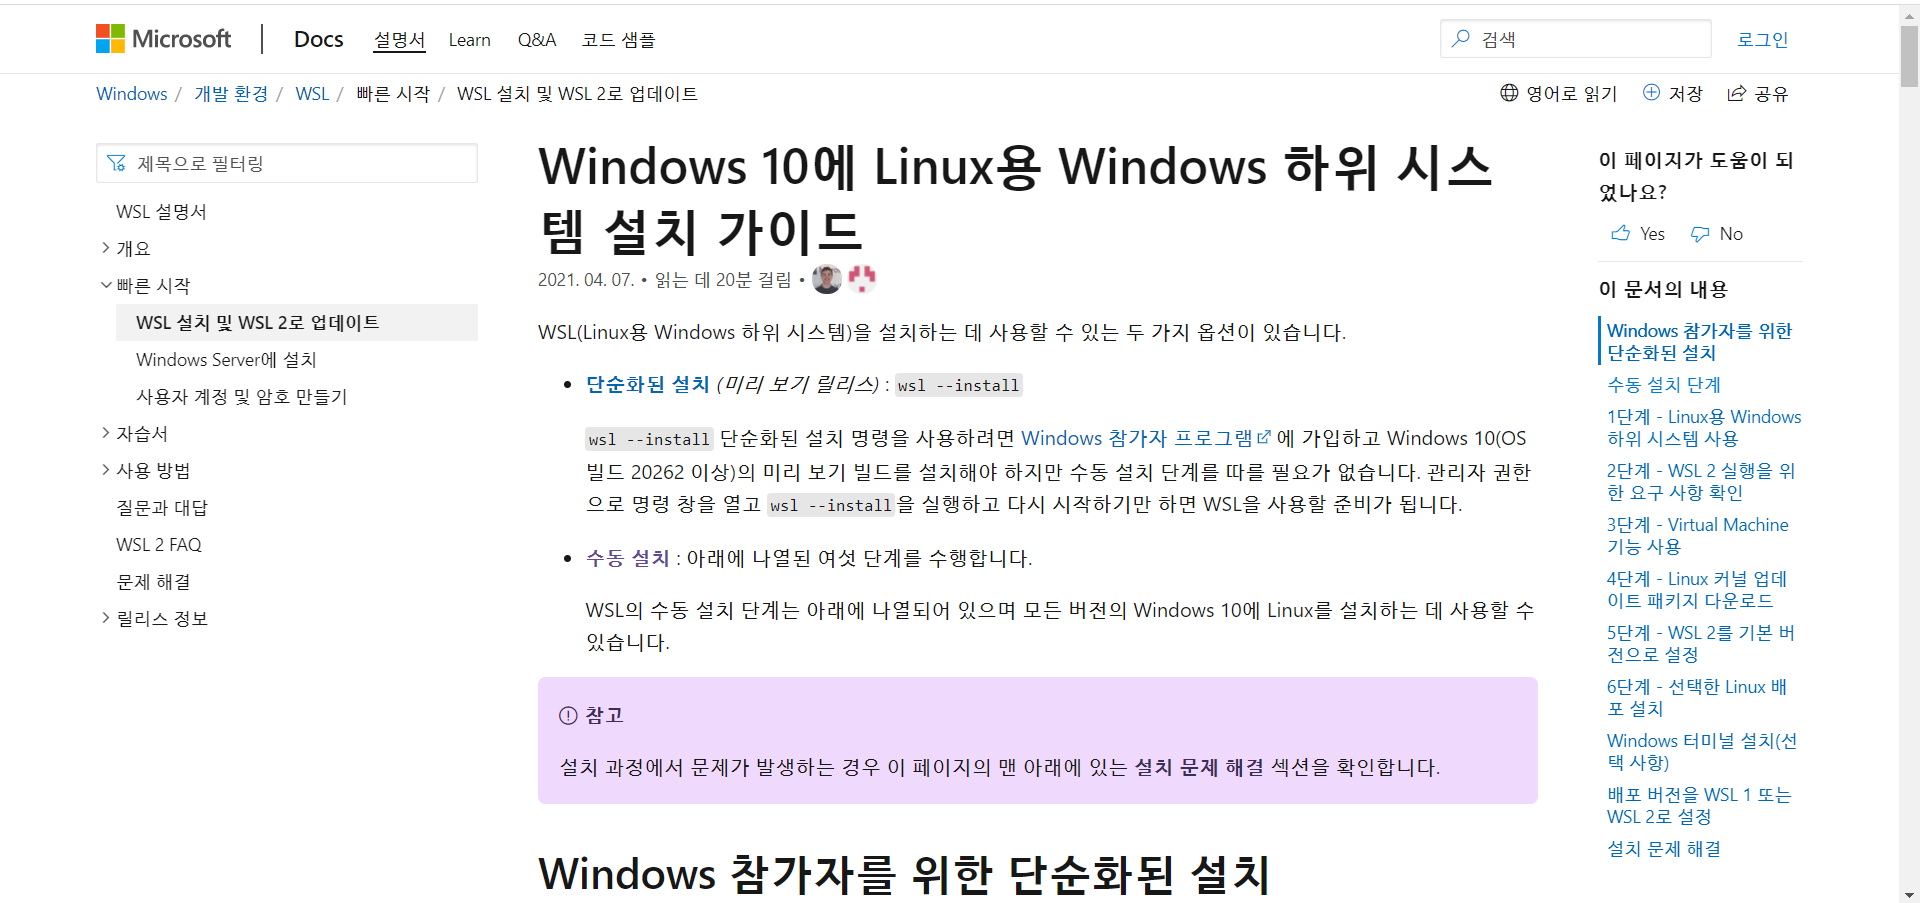 Microsoft
Docs
설명서
Learn
Q&A
코드 샘플
검색
로그인
Windows / 개발 환경 / WSL / 빠른 시작 / WSL 설치 및 WSL 2로 업데이트
영어로 읽기
저장
공유
제목으로 필터링
WSL 설명서
개요
빠른 시작
WSL 설치 및 WSL 2로 업데이트
Windows Server에 설치
사용자 계정 및 암호 만들기
자습서
사용 방법
질문과 대답
WSL 2 FAQ
문제 해결
릴리스 정보
Windows 10에 Linux용 Windows 하위 시스
템 설치 가이드
2021. 04. 07. • 읽는 데 20분 걸림 •
WSL(Linux용 Windows 하위 시스템)을 설치하는 데 사용할 수 있는 두 가지 옵션이 있습니다.
• 단순화된 설치 (미리 보기 릴리스) : wsl --install
wsl --install 단순화된 설치 명령을 사용하려면 Windows 참가자 프로그램에 가입하고 Windows 10(OS
빌드 20262 이상)의 미리 보기 빌드를 설치해야 하지만 수동 설치 단계를 따를 필요가 없습니다. 관리자 권한
으로 명령 창을 열고 wsl --install을 실행하고 다시 시작하기만 하면 WSL을 사용할 준비가 됩니다.
• 수동 설치 : 아래에 나열된 여섯 단계를 수행합니다.
WSL의 수동 설치 단계는 아래에 나열되어 있으며 모든 버전의 Windows 10에 Linux를 설치하는 데 사용할 수
있습니다.
참고
설치 과정에서 문제가 발생하는 경우 이 페이지의 맨 아래에 있는 설치 문제 해결 섹션을 확인합니다.
Windows 참가자를 위한 단순화된 설치
이 페이지가 도움이 되
었나요?
Yes
No
이 문서의 내용
Windows 참가자를 위한
단순화된 설치
수동 설치 단계
1단계 - Linux용 Windows
하위 시스템 사용
2단계 - WSL 2 실행을 위
한 요구 사항 확인
3단계 - Virtual Machine
기능 사용
4단계 - Linux 커널 업데
이트 패키지 다운로드
5단계 - WSL 2를 기본 버
전으로 설정
6단계 - 선택한 Linux 배
포 설치
Windows 터미널 설치(선
택 사항)
배포 버전을 WSL 1 또는
WSL 2로 설정
설치 문제 해결